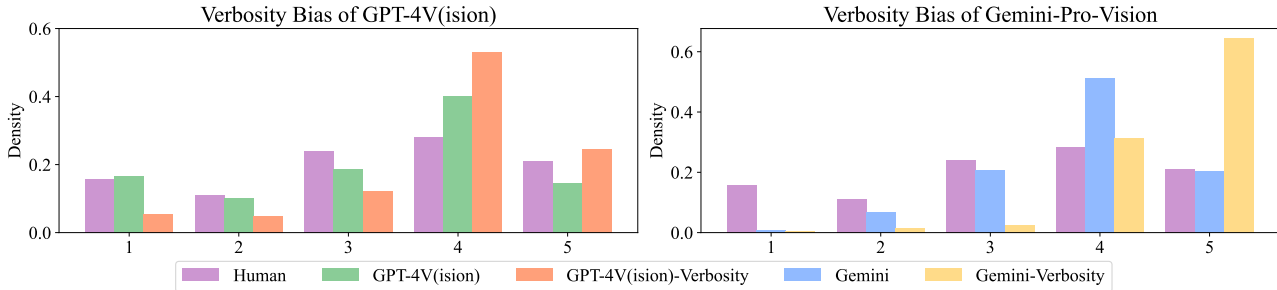 Verbosity Bias of GPT-4V(ision)
0.6
0.4
0.2
0.0
Density
1 2 3 4 5
Verbosity Bias of Gemini-Pro-Vision
0.6
0.4
0.2
0.0
Density
1 2 3 4 5
Human GPT-4V(ision) GPT-4V(ision)-Verbosity Gemini Gemini-Verbosity